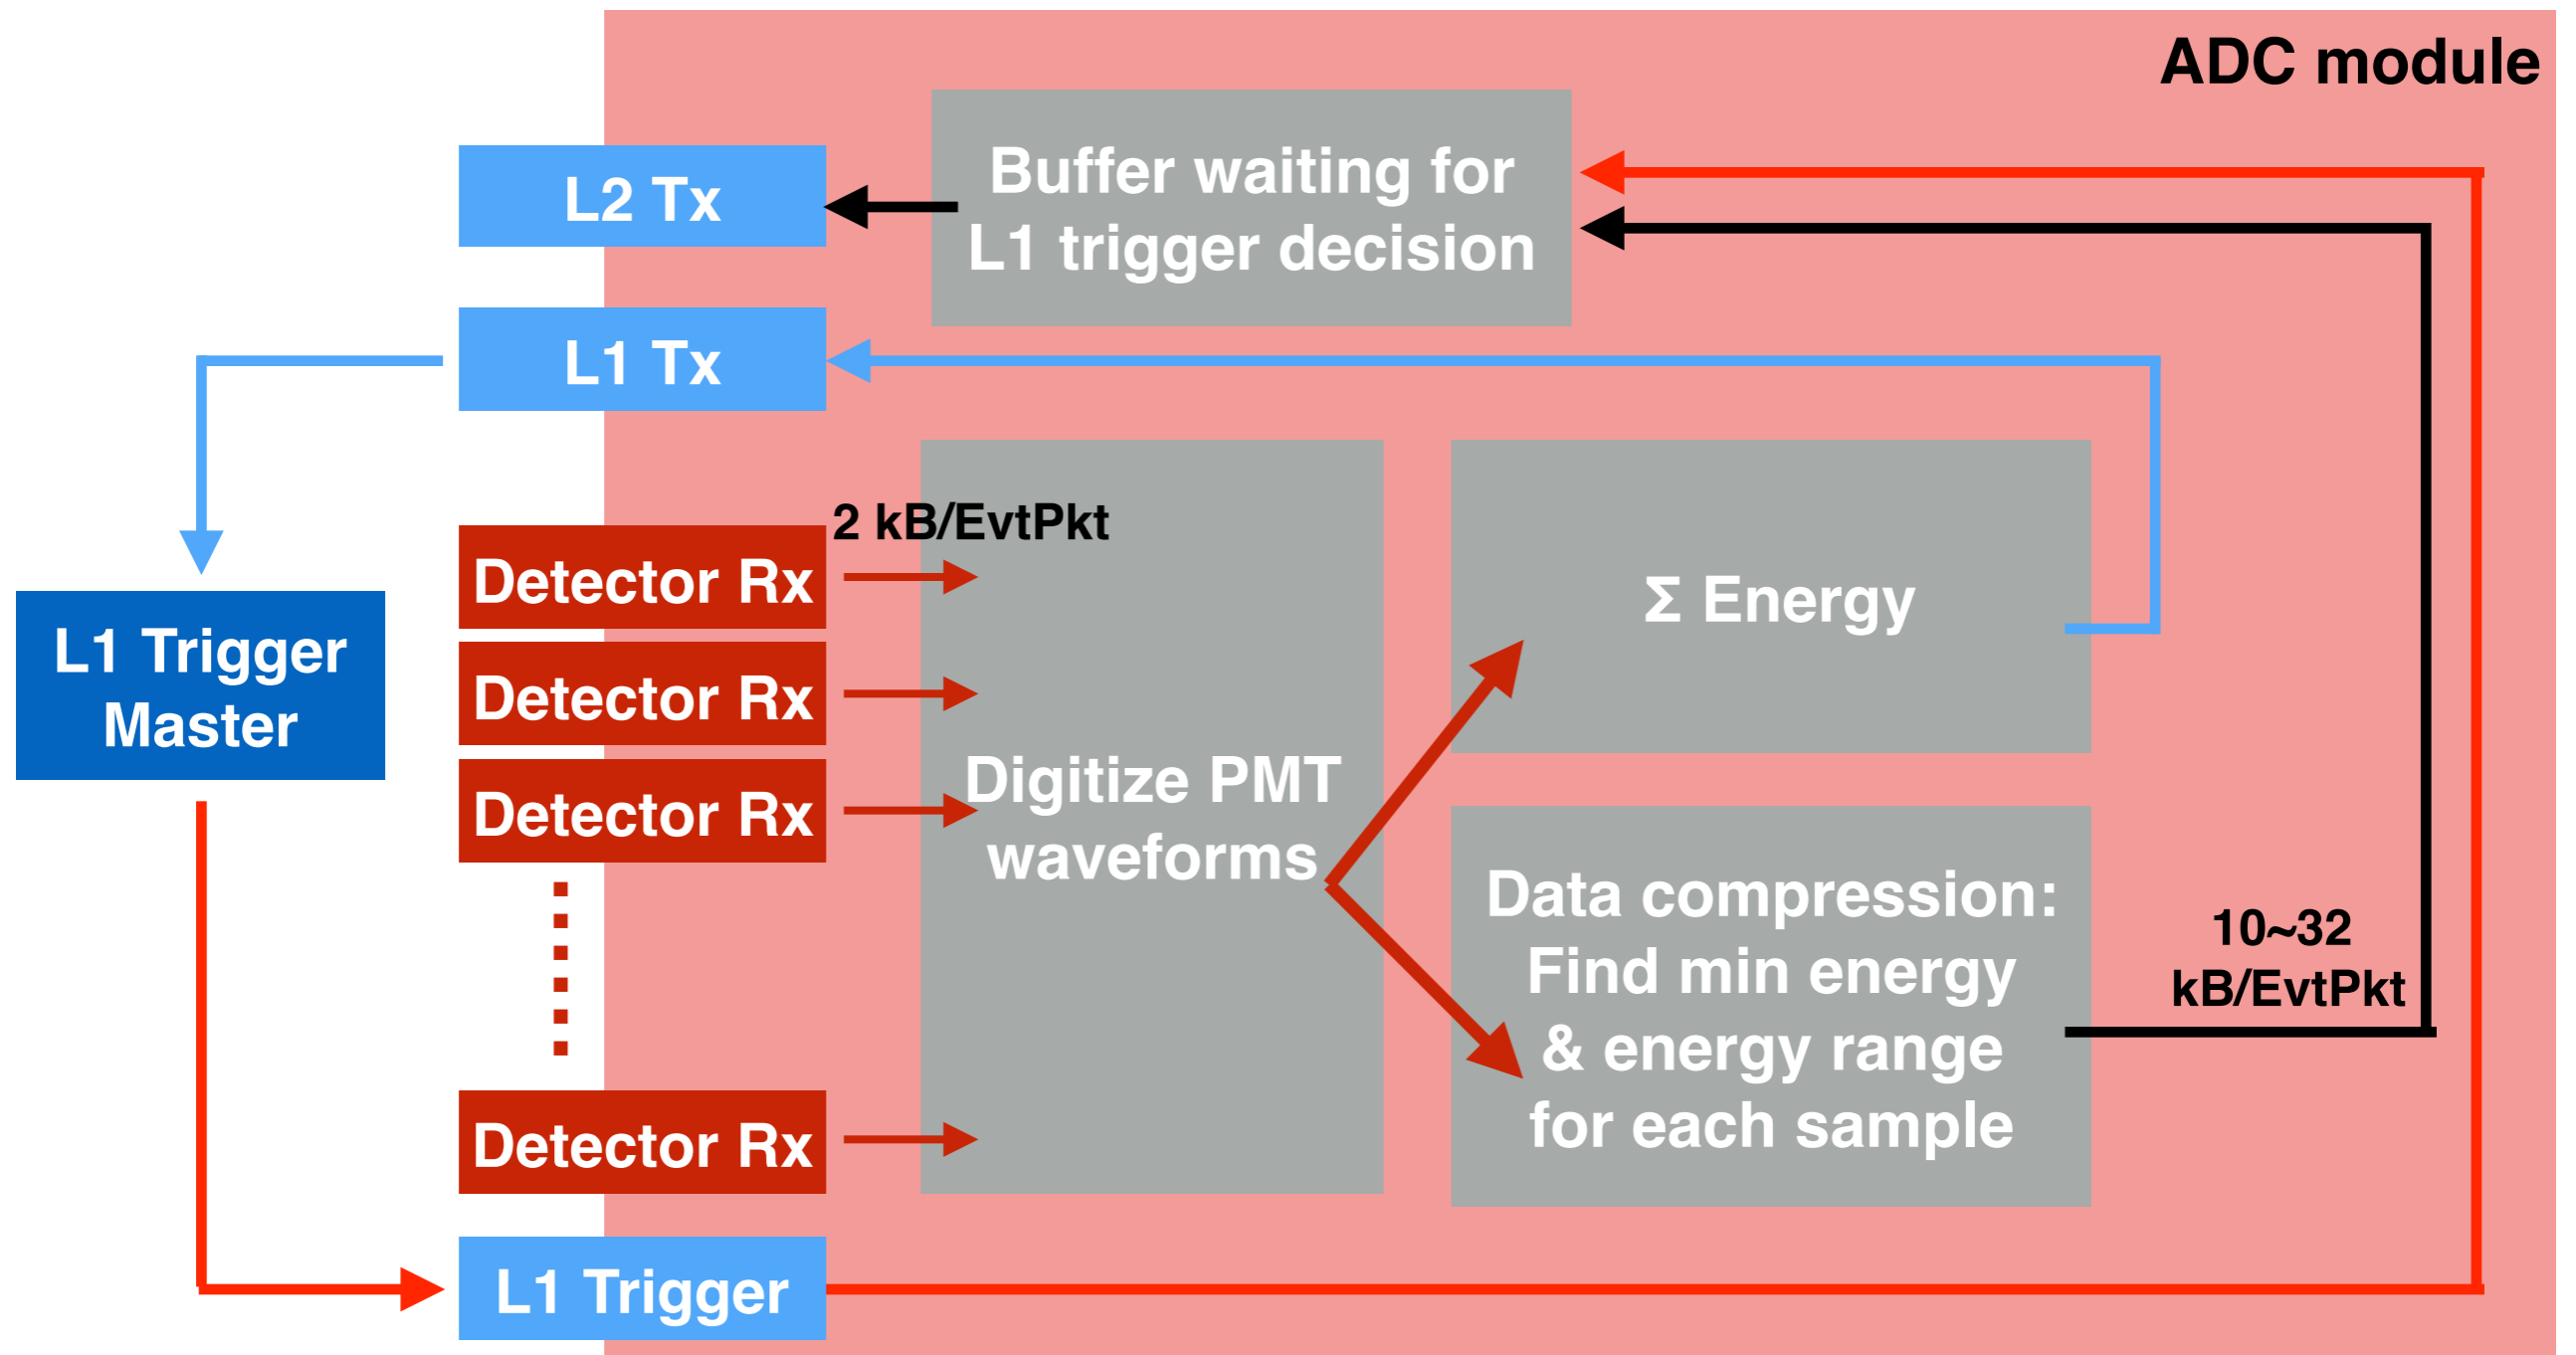 ADC module
Buffer waiting for
L1 trigger decision
L2 Tx
L1 Tx
2 kB/EvtPkt
Detector Rx
Detector Rx
Detector Rx
Detector Rx
Digitize PMT
waveforms
Σ Energy
Data compression:
Find min energy
& energy range
for each sample
10~32
kB/EvtPkt
L1 Trigger
Master
L1 Trigger